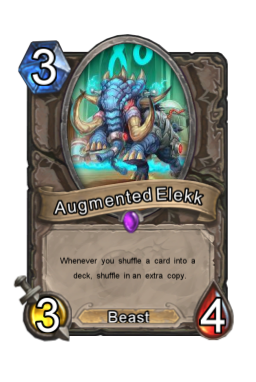 3
Augmented Elekk
Whenever you shuffle a card into a
deck, shuffle in an extra copy.
3
Beast
4